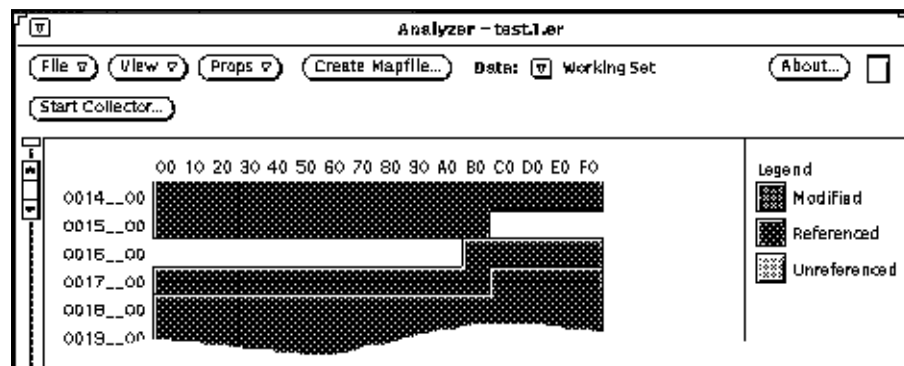 Analyzer – test.1.er
File View Props Create Mapfile... Data: Working Set About...
Start Collector...
00 10 20 30 40 50 60 70 80 90 A0 B0 C0 D0 E0 F0
Legend
0014__00
Modified
0015__00
Referenced
0016__00
Unreferenced
0017__00
0018__00
0019__00